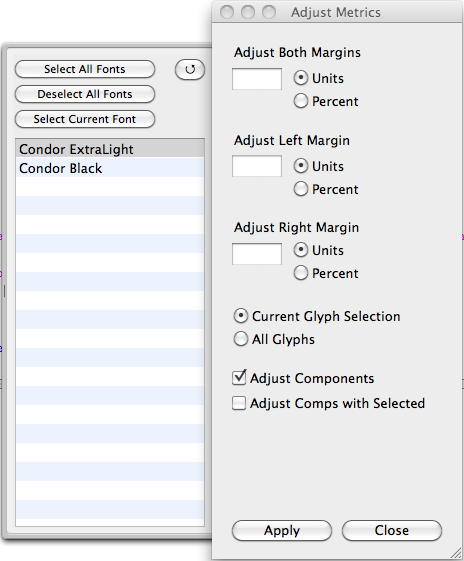 Adjust Metrics
Select All Fonts
Deselect All Fonts
Select Current Font
Condor ExtraLight
Condor Black
Adjust Both Margins
Units
Percent
Adjust Left Margin
Units
Percent
Adjust Right Margin
Units
Percent
Current Glyph Selection
All Glyphs
Adjust Components
Adjust Comps with Selected
Apply
Close